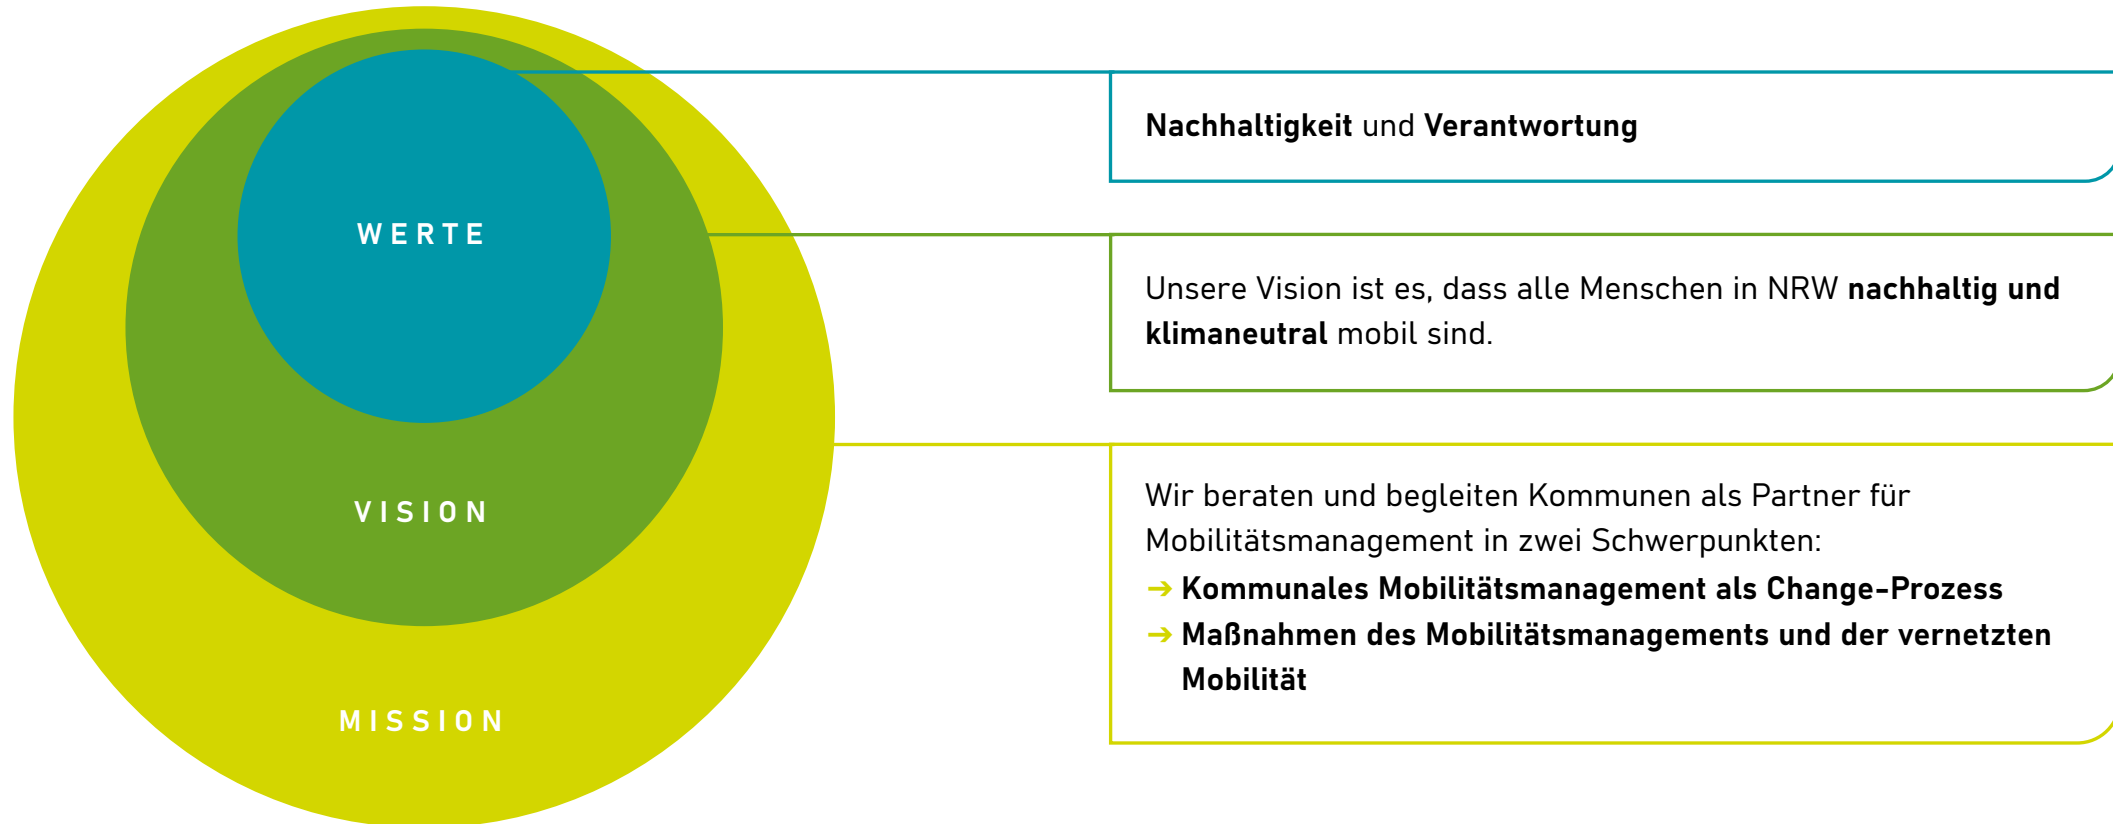 WERTE
Nachhaltigkeit und Verantwortung
VISION
Unsere Vision ist es, dass alle Menschen in NRW nachhaltig und
klimaneutral mobil sind.
MISSION
Wir beraten und begleiten Kommunen als Partner für
Mobilitätsmanagement in zwei Schwerpunkten:
➔ Kommunales Mobilitätsmanagement als Change-Prozess
➔ Maßnahmen des Mobilitätsmanagements und der vernetzten
Mobilität